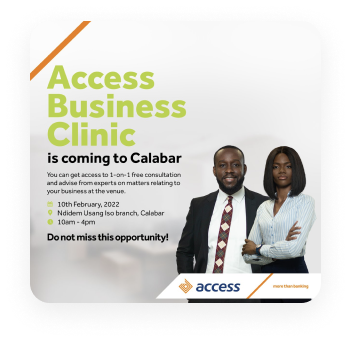 Access
Business
Clinic
is coming to Calabar
You can get access to 1-on-1 free consultation
and advise from experts on matters relating to
your business at the venue.
10th February, 2022
Ndidem Usang Iso branch, Calabar
10am - 4pm
Do not miss this opportunity!
access
more than banking